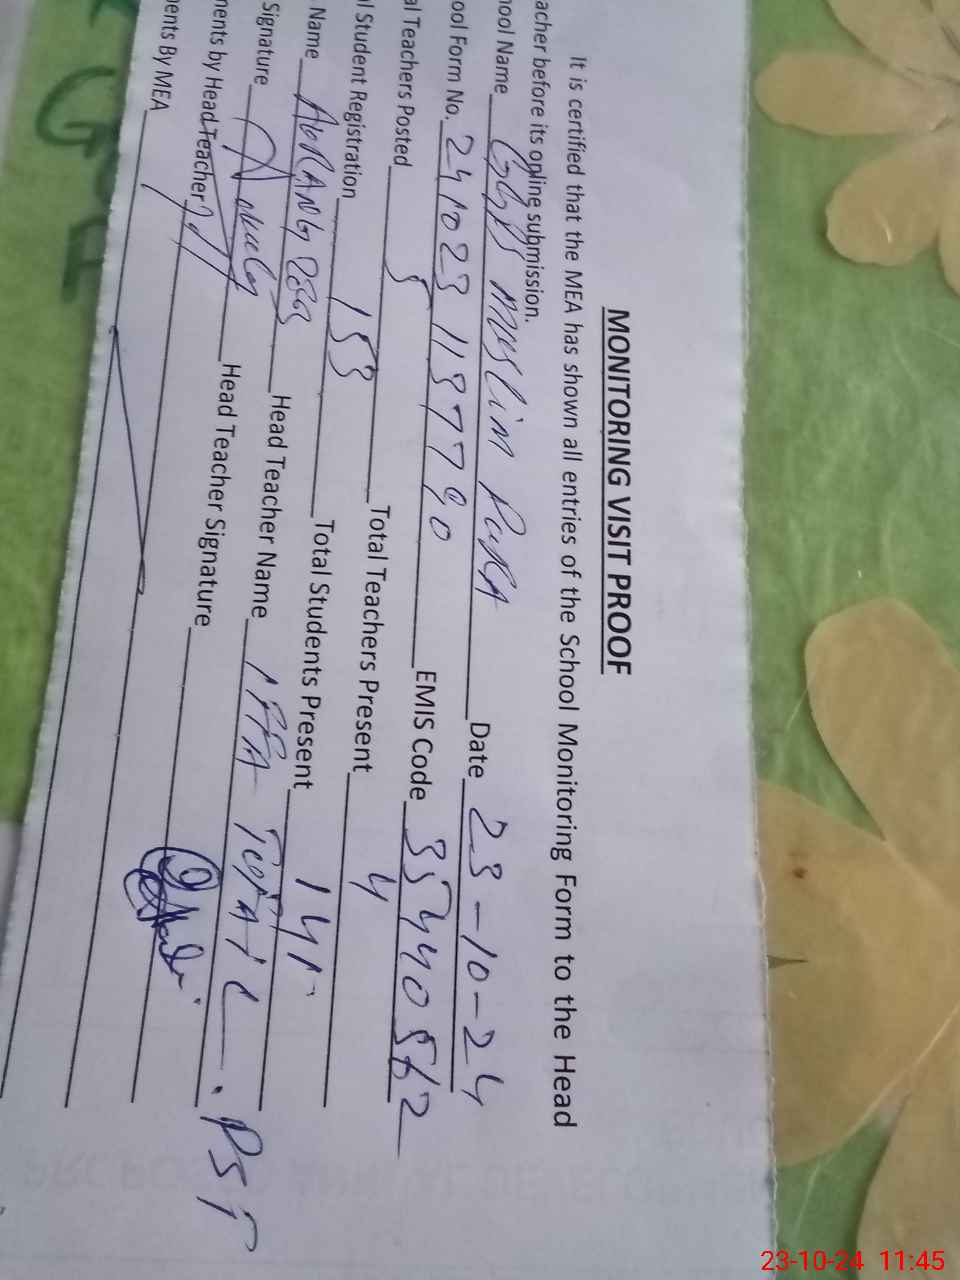 MONITORING VISIT PROOF
It is certified that the MEA has shown all entries of the School Monitoring Form to the Head
acher before its online submission.
hool Name GGPS Muslim Pura Date 23-10-24
ool Form No. 241023 1137790 EMIS Code 35440562
al Teachers Posted 5 Total Teachers Present 4
l Student Registration 153 Total Students Present 141
Name Head Teacher Name PST
Signature Head Teacher Signature
nents by Head Teacher
nents By MEA
23-10-24 11:45